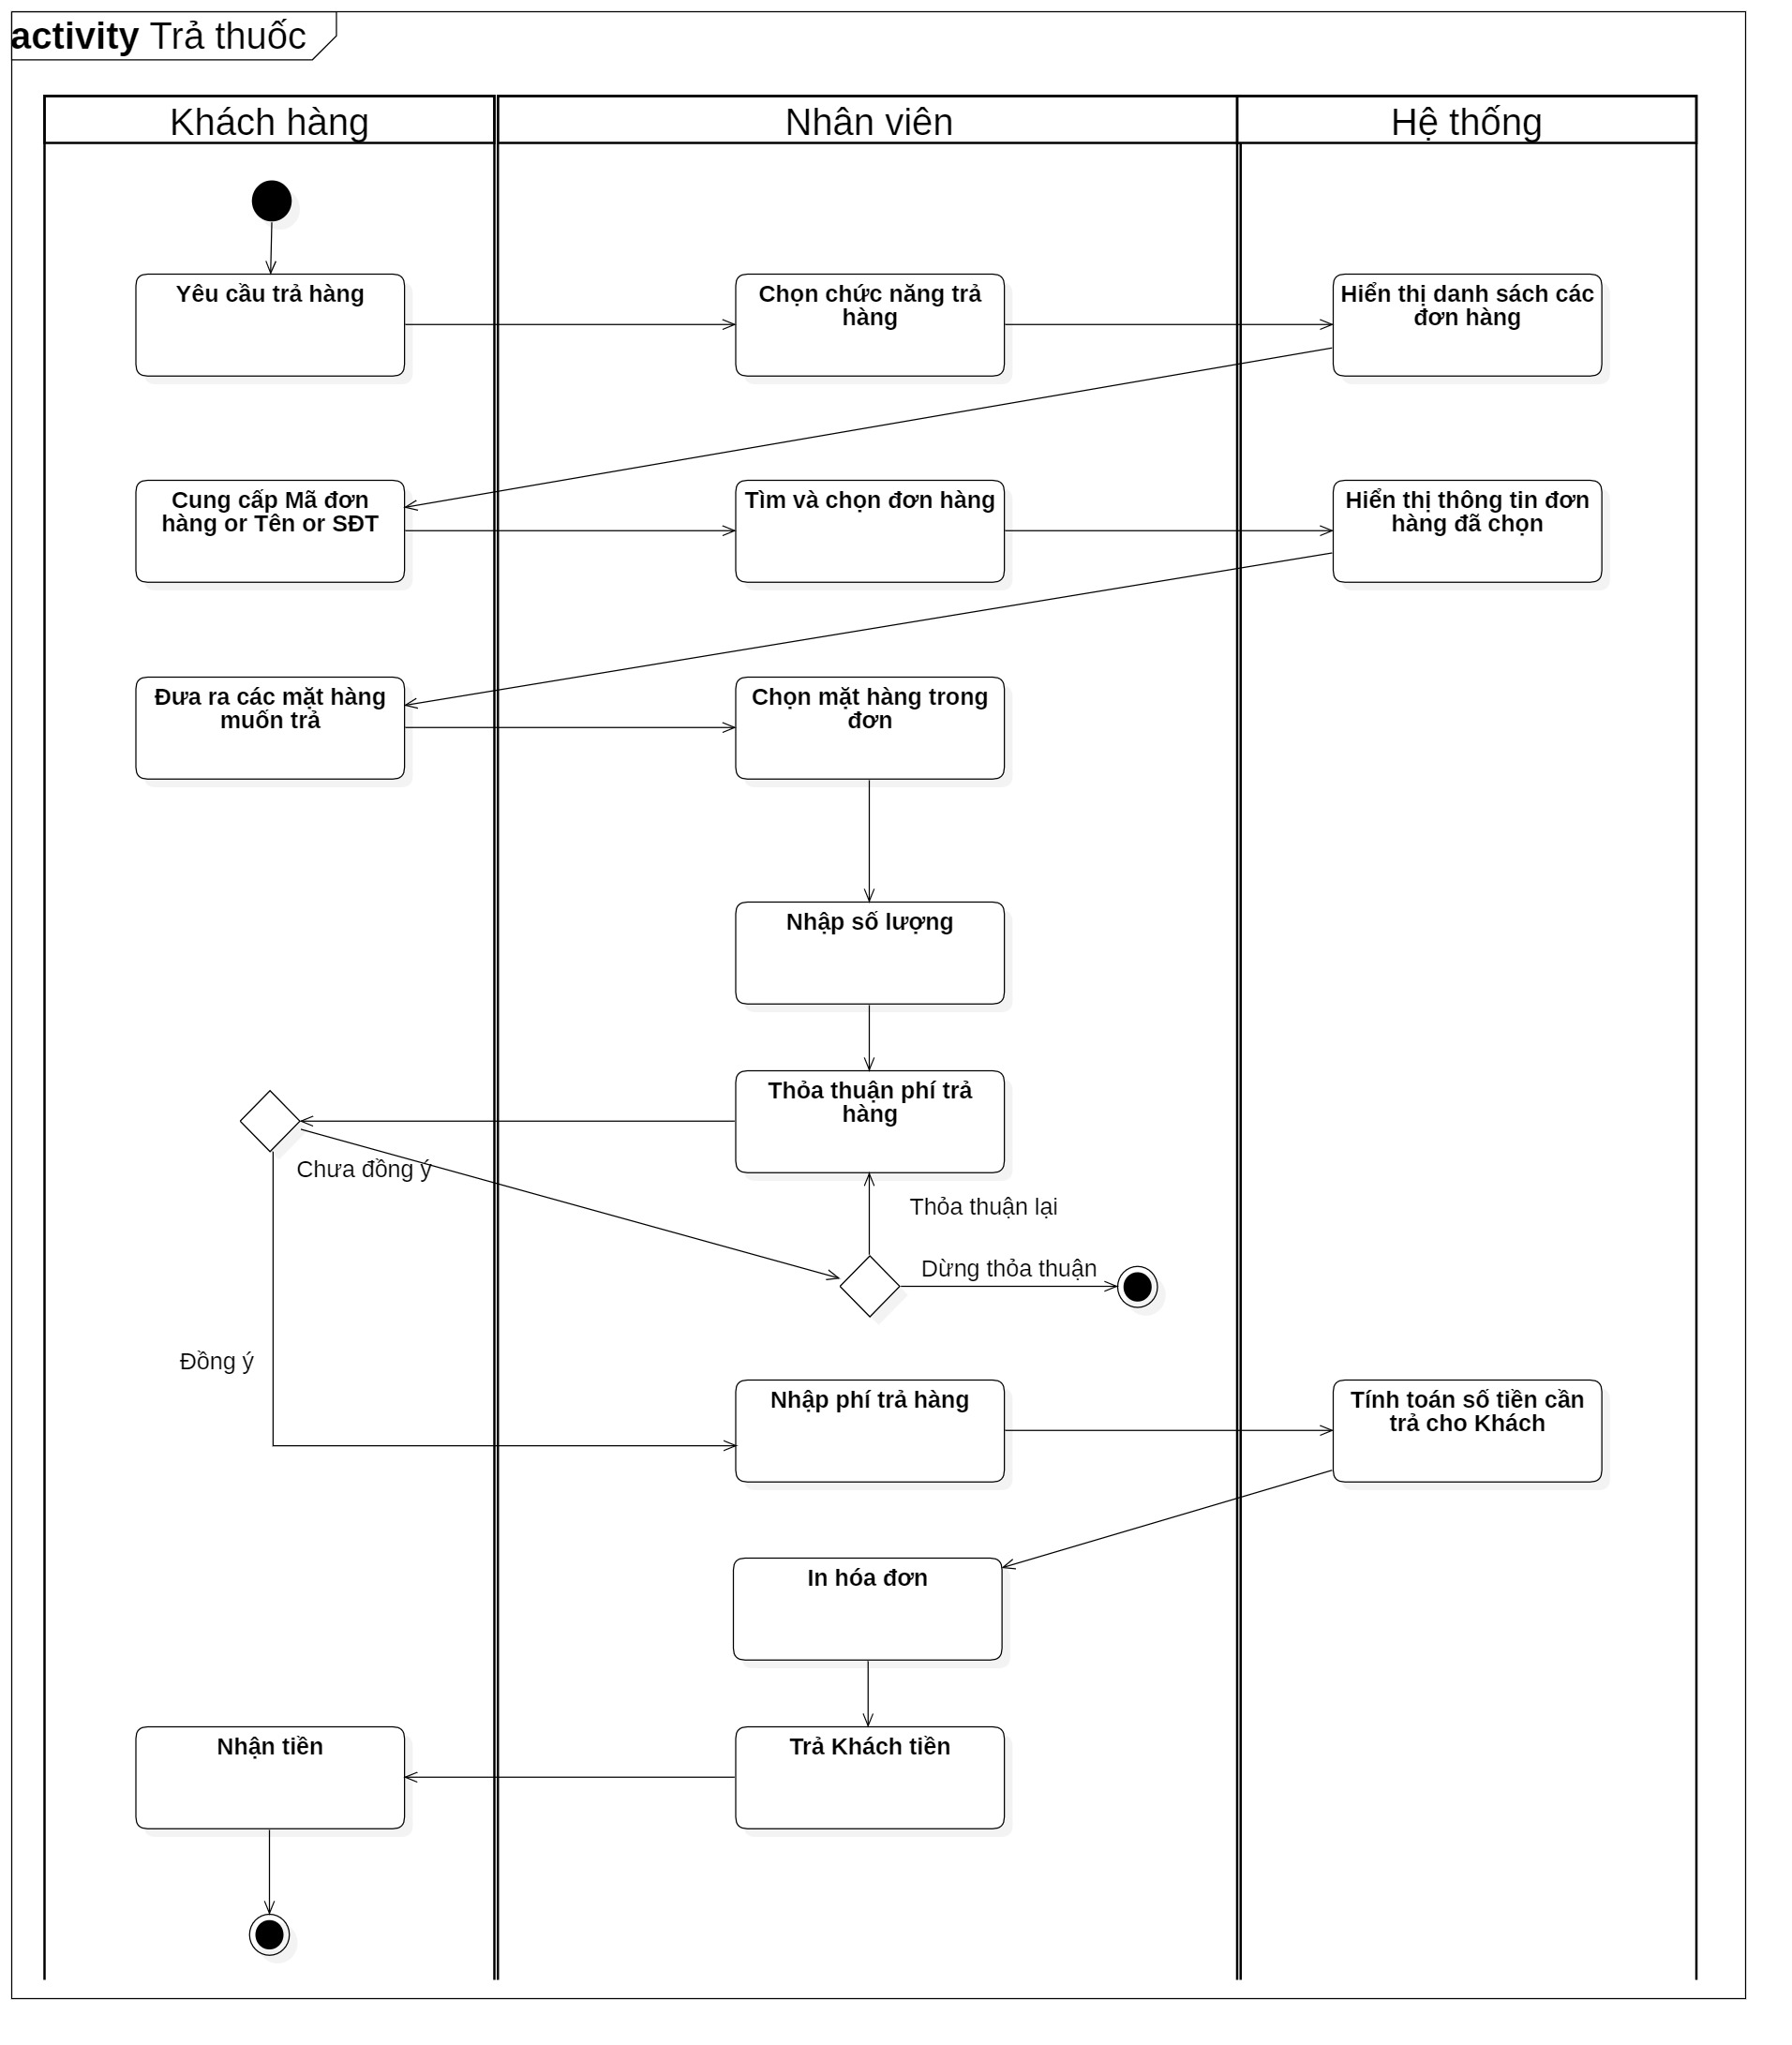 activity Trả thuốc
Khách hàng
Nhân viên
Hệ thống
Yêu cầu trả hàng
Chọn chức năng trả
hàng
Hiển thị danh sách các
đơn hàng
Cung cấp Mã đơn
hàng or Tên or SĐT
Tìm và chọn đơn hàng
Hiển thị thông tin đơn
hàng đã chọn
Đưa ra các mặt hàng
muốn trả
Chọn mặt hàng trong
đơn
Nhập số lượng
Thỏa thuận phí trả
hàng
Chưa đồng ý
Thỏa thuận lại
Dừng thỏa thuận
Đồng ý
Nhập phí trả hàng
Tính toán số tiền cần
trả cho Khách
In hóa đơn
Nhận tiền
Trả Khách tiền